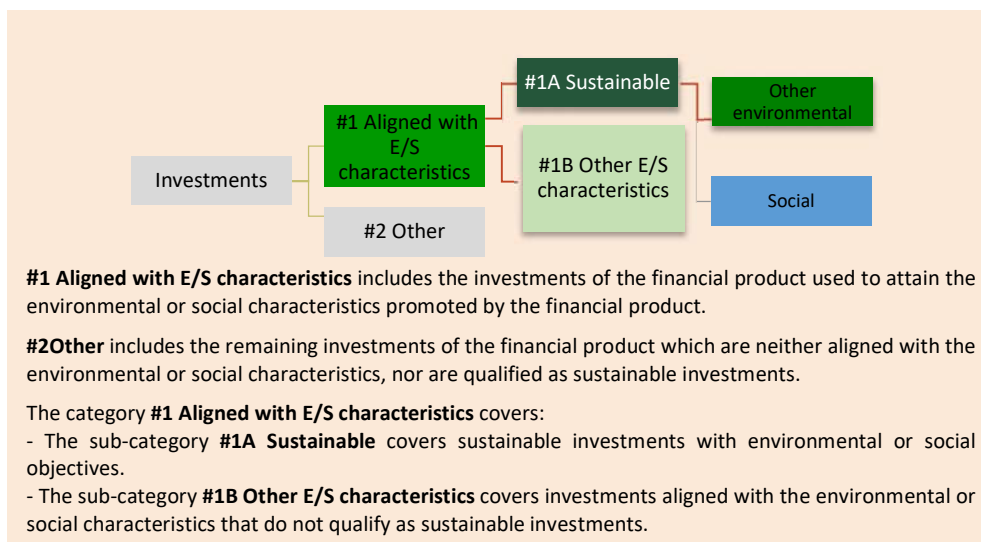 #1A Sustainable
Other
environmental
#1 Aligned with
E/S
characteristics
#1B Other E/S
characteristics
Investments
Social
#2 Other
#1 Aligned with E/S characteristics includes the investments of the financial product used to attain the
environmental or social characteristics promoted by the financial product.
#2Other includes the remaining investments of the financial product which are neither aligned with the
environmental or social characteristics, nor are qualified as sustainable investments.
The category #1 Aligned with E/S characteristics covers:
- The sub-category #1A Sustainable covers sustainable investments with environmental or social
objectives.
- The sub-category #1B Other E/S characteristics covers investments aligned with the environmental or
social characteristics that do not qualify as sustainable investments.